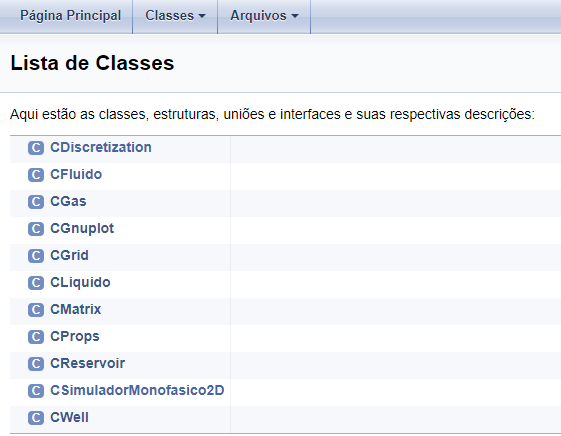 Página Principal Classes Arquivos
Lista de Classes
Aqui estão as classes, estruturas, uniões e interfaces e suas respectivas descrições:
C CDiscretization
C CFluido
C CGas
C CGnuplot
C CGrid
C CLiquido
C CMatrix
C CProps
C CReservoir
C CSimuladorMonofasico2D
C CWell